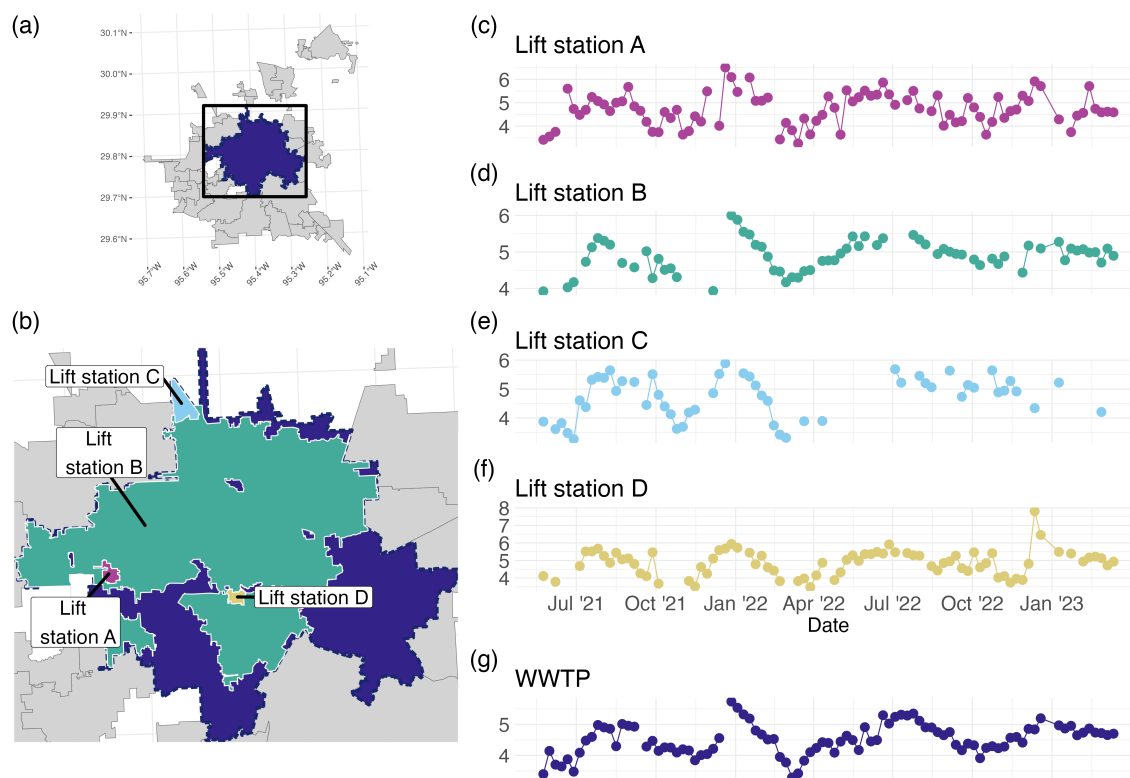 (a)
30.1°N
30.0°N
29.9°N
29.8°N
29.7°N
29.6°N
95.7°W
95.6°W
95.5°W
95.4°W
95.3°W
95.2°W
95.1°W
(b)
Lift station C
Lift
station B
Lift station D
Lift
station A
(c)
Lift station A
6
5
4
(d)
Lift station B
6
5
4
(e)
Lift station C
6
5
4
(f)
Lift station D
8
7
6
5
4
Jul '21
Oct '21
Jan '22
Apr '22
Jul '22
Oct '22
Jan '23
Date
(g)
WWTP
5
4